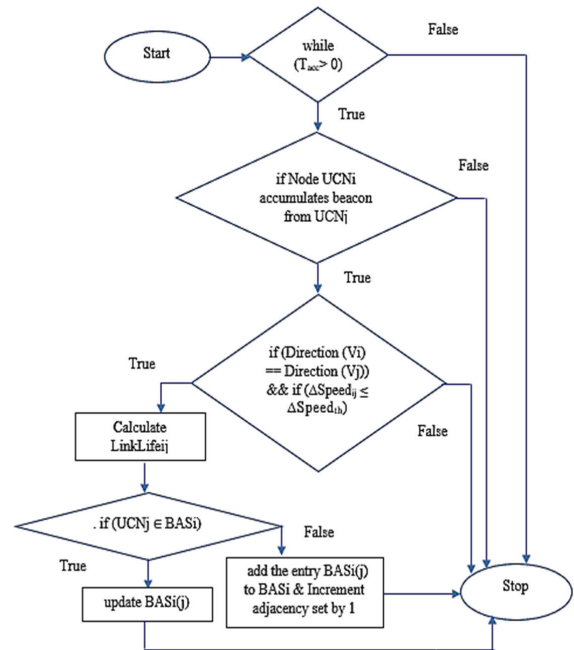 Start
while
(Tacc> 0)
False
True
if Node UCNi
accumulates beacon
from UCNj
False
True
if (Direction (Vi)
== Direction (Vj))
&& if (ΔSpeedij ≤
ΔSpeedth)
True
False
Calculate
LinkLifeij
. if (UCNj ∈ BASi)
True
False
update BASi(j)
add the entry BASi(j)
to BASi & Increment
adjacency set by 1
Stop